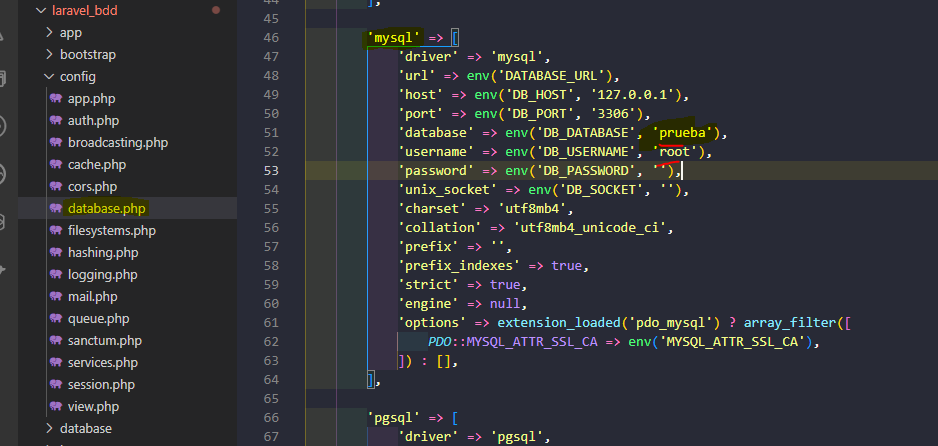 laravel_bdd
app
bootstrap
config
app.php
auth.php
broadcasting.php
cache.php
cors.php
database.php
filesystems.php
hashing.php
logging.php
mail.php
queue.php
sanctum.php
services.php
session.php
view.php
database
44 ],
45
46 'mysql' => [
47 'driver' => 'mysql',
48 'url' => env('DATABASE_URL'),
49 'host' => env('DB_HOST', '127.0.0.1'),
50 'port' => env('DB_PORT', '3306'),
51 'database' => env('DB_DATABASE', 'prueba'),
52 'username' => env('DB_USERNAME', 'root'),
53 'password' => env('DB_PASSWORD', ''),
54 'unix_socket' => env('DB_SOCKET', ''),
55 'charset' => 'utf8mb4',
56 'collation' => 'utf8mb4_unicode_ci',
57 'prefix' => '',
58 'prefix_indexes' => true,
59 'strict' => true,
60 'engine' => null,
61 'options' => extension_loaded('pdo_mysql') ? array_filter([
62 PDO::MYSQL_ATTR_SSL_CA => env('MYSQL_ATTR_SSL_CA'),
63 ]) : [],
64 ],
65
66 'pgsql' => [
67 'driver' => 'pgsql',